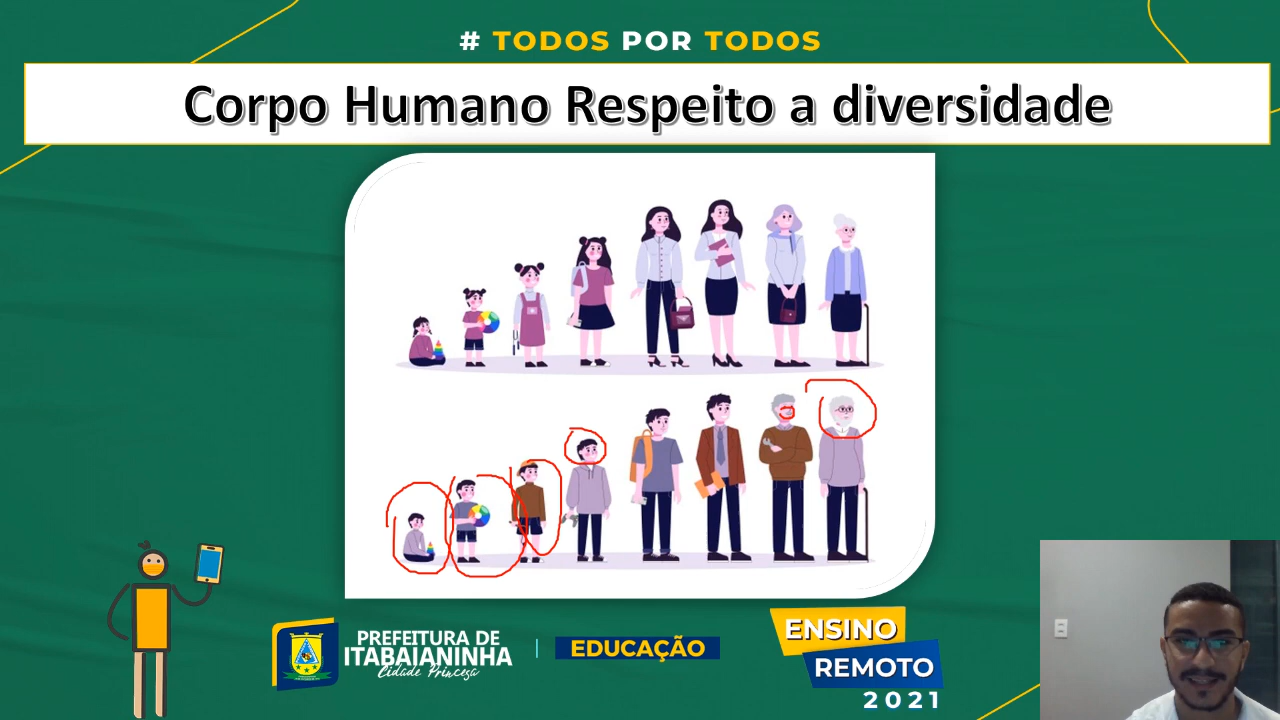 # TODOS POR TODOS
Corpo Humano Respeito a diversidade
PREFEITURA DE
ITABAIANINHA
Cidade Princesa
EDUCAÇÃO
ENSINO
REMOTO
2021